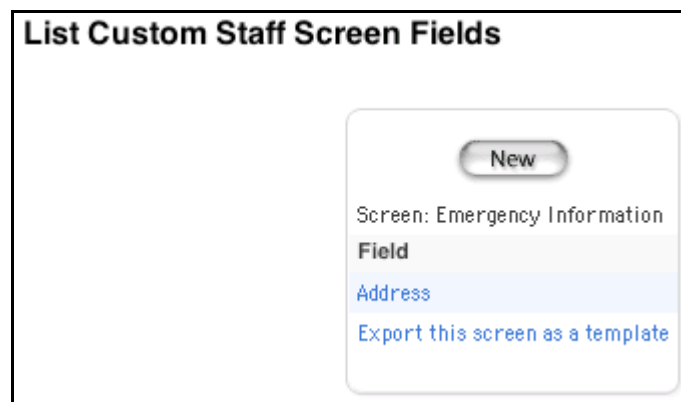 List Custom Staff Screen Fields
New
Screen: Emergency Information
Field
Address
Export this screen as a template